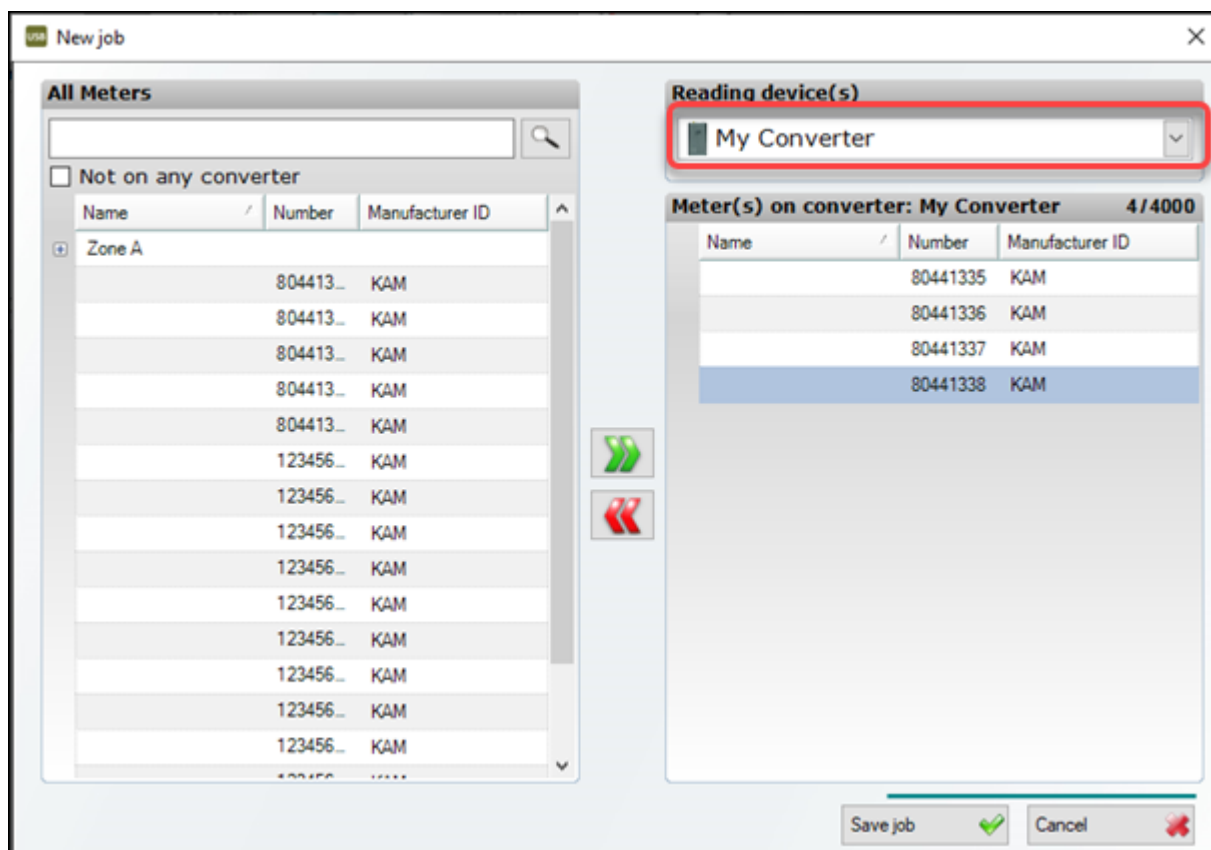 USB New job
All Meters
Not on any converter
Name Number Manufacturer ID
Zone A
804413... KAM
804413... KAM
804413... KAM
804413... KAM
804413... KAM
123456... KAM
123456... KAM
123456... KAM
123456... KAM
123456... KAM
123456... KAM
123456... KAM
123456... KAM
123456... KAM
Reading device(s)
My Converter
Meter(s) on converter: My Converter 4/4000
Name Number Manufacturer ID
80441335 KAM
80441336 KAM
80441337 KAM
80441338 KAM
Save job Cancel